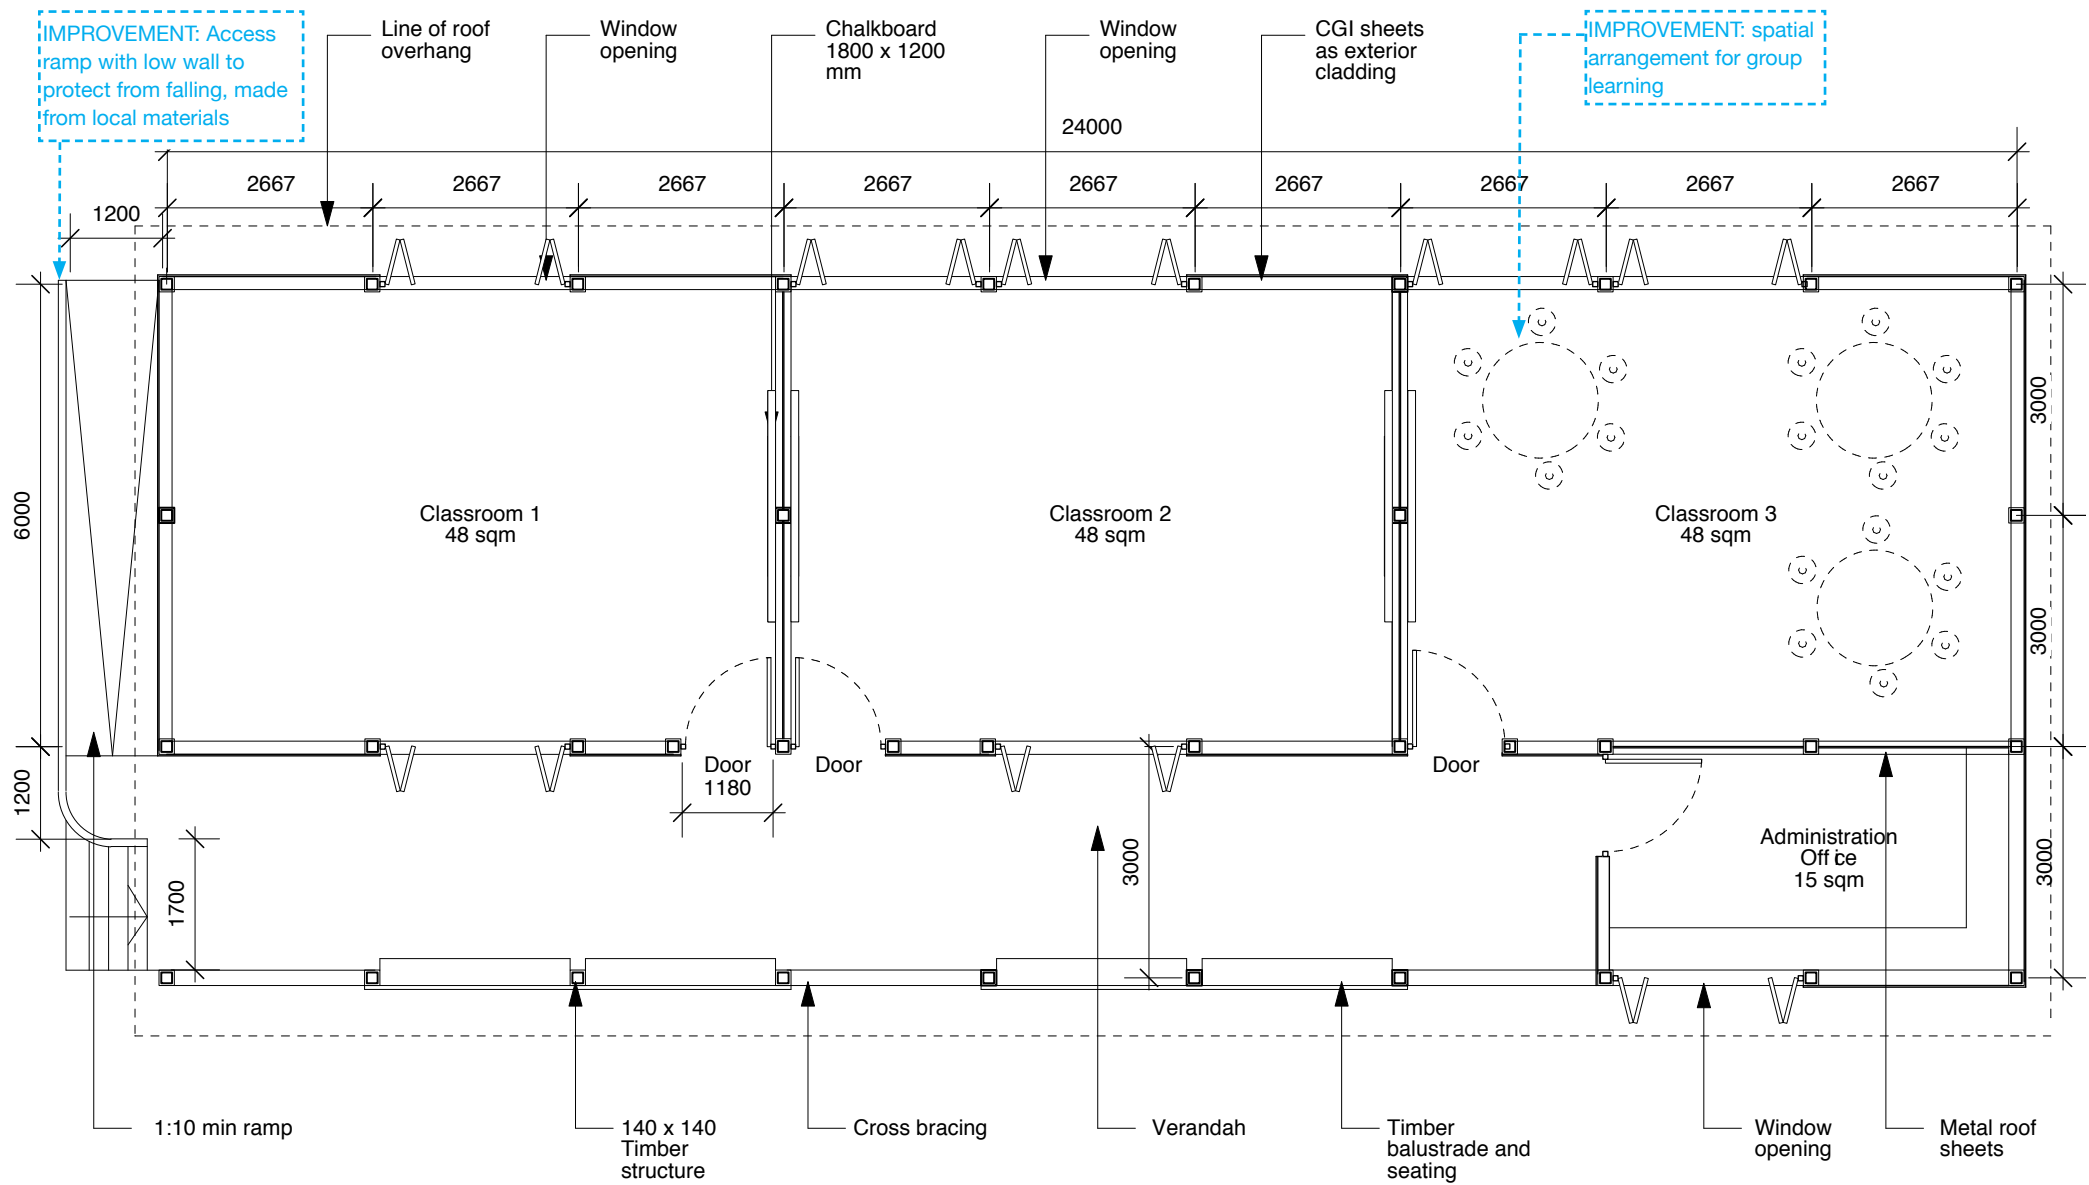 IMPROVEMENT: Access
ramp with low wall to
protect from falling, made
from local materials
Line of roof
overhang
Window
opening
Chalkboard
1800 x 1200
mm
Window
opening
CGI sheets
as exterior
cladding
IMPROVEMENT: spatial
arrangement for group
learning
24000
2667
2667
2667
2667
2667
2667
2667
2667
2667
1200
6000
3000
Classroom 1
48 sqm
Classroom 2
48 sqm
Classroom 3
48 sqm
3000
1200
Door
1180
Door
Door
1700
3000
Administration
Office
15 sqm
3000
1:10 min ramp
140 x 140
Timber
structure
Cross bracing
Verandah
Timber
balustrade and
seating
Window
opening
Metal roof
sheets